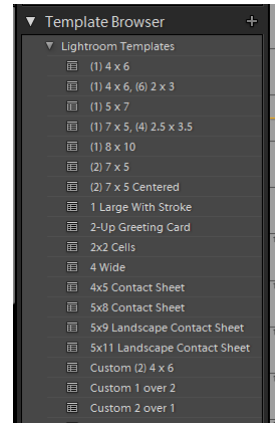 Template Browser +
Lightroom Templates
(1) 4 x 6
(1) 4 x 6, (6) 2 x 3
(1) 5 x 7
(1) 7 x 5, (4) 2.5 x 3.5
(1) 8 x 10
(2) 7 x 5
(2) 7 x 5 Centered
1 Large With Stroke
2-Up Greeting Card
2x2 Cells
4 Wide
4x5 Contact Sheet
5x8 Contact Sheet
5x9 Landscape Contact Sheet
5x11 Landscape Contact Sheet
Custom (2) 4 x 6
Custom 1 over 2
Custom 2 over 1